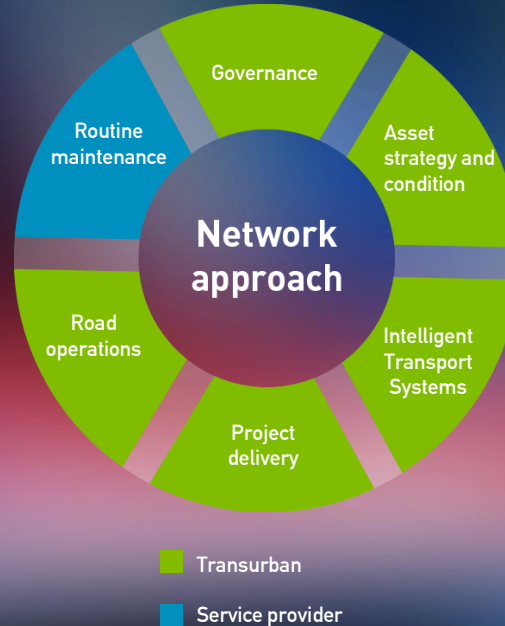 Governance
Routine
maintenance
Asset
strategy and
condition
Network
approach
Road
operations
Intelligent
Transport
Systems
Project
delivery
Transurban
Service provider